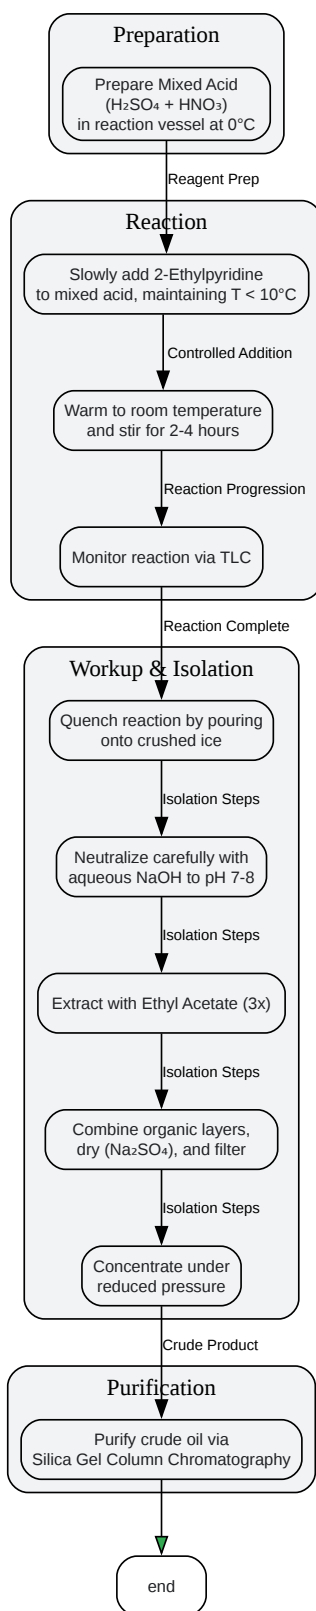 Preparation
Prepare Mixed Acid
(H₂SO₄ + HNO₃)
in reaction vessel at 0°C
Reagent Prep
Reaction
Slowly add 2-Ethylpyridine
to mixed acid, maintaining T < 10°C
Controlled Addition
Warm to room temperature
and stir for 2-4 hours
Reaction Progression
Monitor reaction via TLC
Reaction Complete
Workup & Isolation
Quench reaction by pouring
onto crushed ice
Isolation Steps
Neutralize carefully with
aqueous NaOH to pH 7-8
Isolation Steps
Extract with Ethyl Acetate (3x)
Isolation Steps
Combine organic layers,
dry (Na₂SO₄), and filter
Isolation Steps
Concentrate under
reduced pressure
Crude Product
Purification
Purify crude oil via
Silica Gel Column Chromatography
end